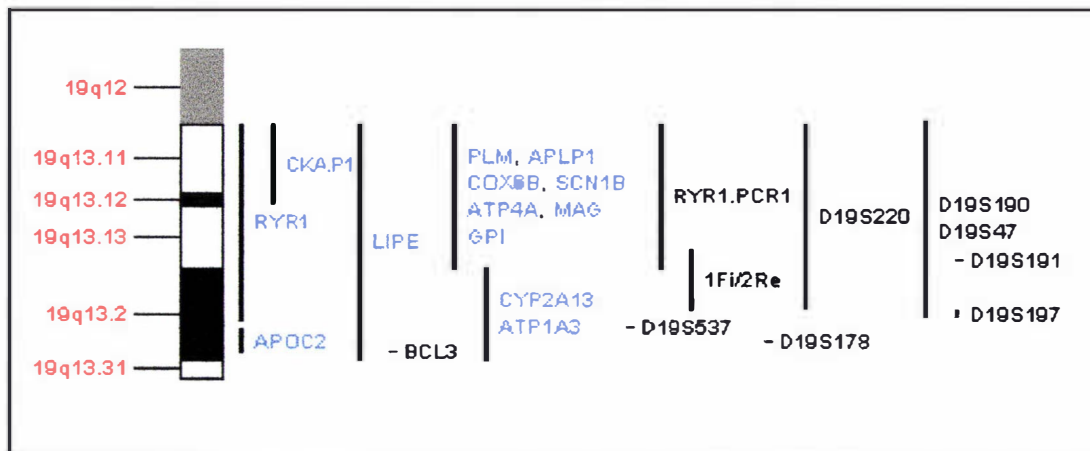 19q12
19q13.11
19q13.12
19q13.13
19q13.2
19q13.31
CKA.P1
RYR1
APOC2
LIPE
- BCL3
PLM, APLP1
COX6B, SCN1B
ATP4A, MAG
GPI
CYP2A13
ATP1A3
RYR1.PCR1
1Fi/2Re
- D19S537
D19S220
- D19S178
D19S190
D19S47
- D19S191
D19S197